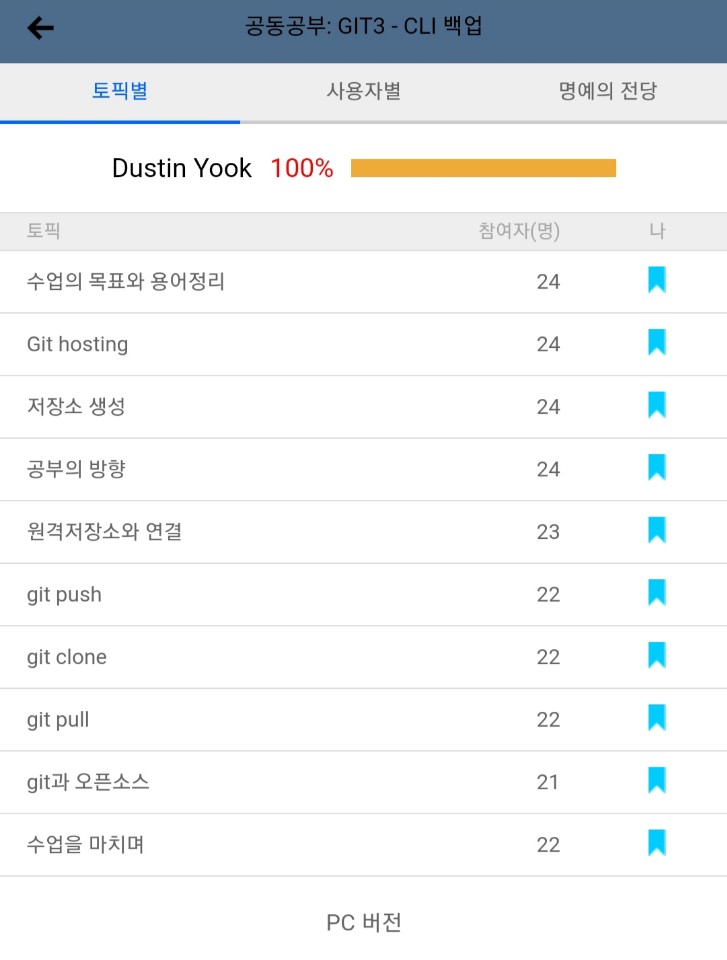 공동공부: GIT3 - CLI 백업
토픽별 사용자별 명예의 전당
Dustin Yook 100%
토픽 참여자(명) 나
수업의 목표와 용어정리 24
Git hosting 24
저장소 생성 24
공부의 방향 24
원격저장소와 연결 23
git push 22
git clone 22
git pull 22
git과 오픈소스 21
수업을 마치며 22
PC 버전